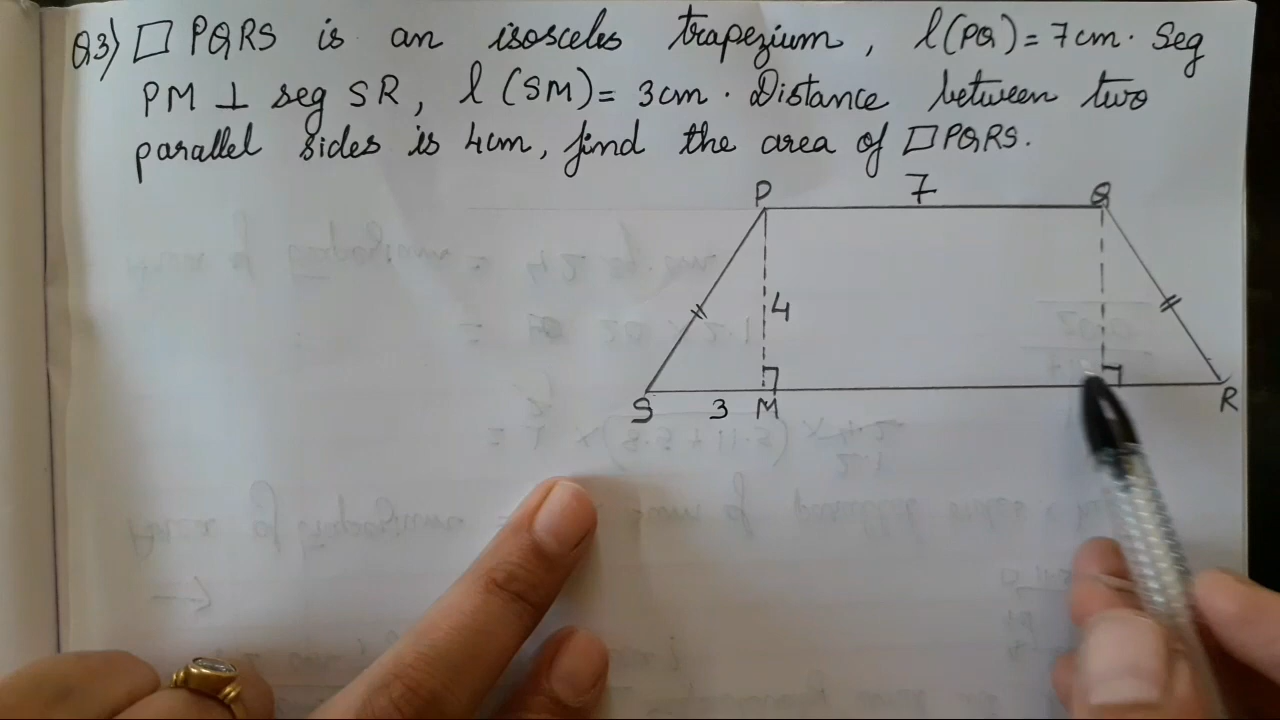 Q3) □ PQRS is an isosceles trapezium, l(PQ) = 7cm. Seg
PM ⊥ seg SR, l (SM) = 3cm. Distance between two
parallel sides is 4cm, find the area of □PQRS.
P 7 Q
4
S 3 M R